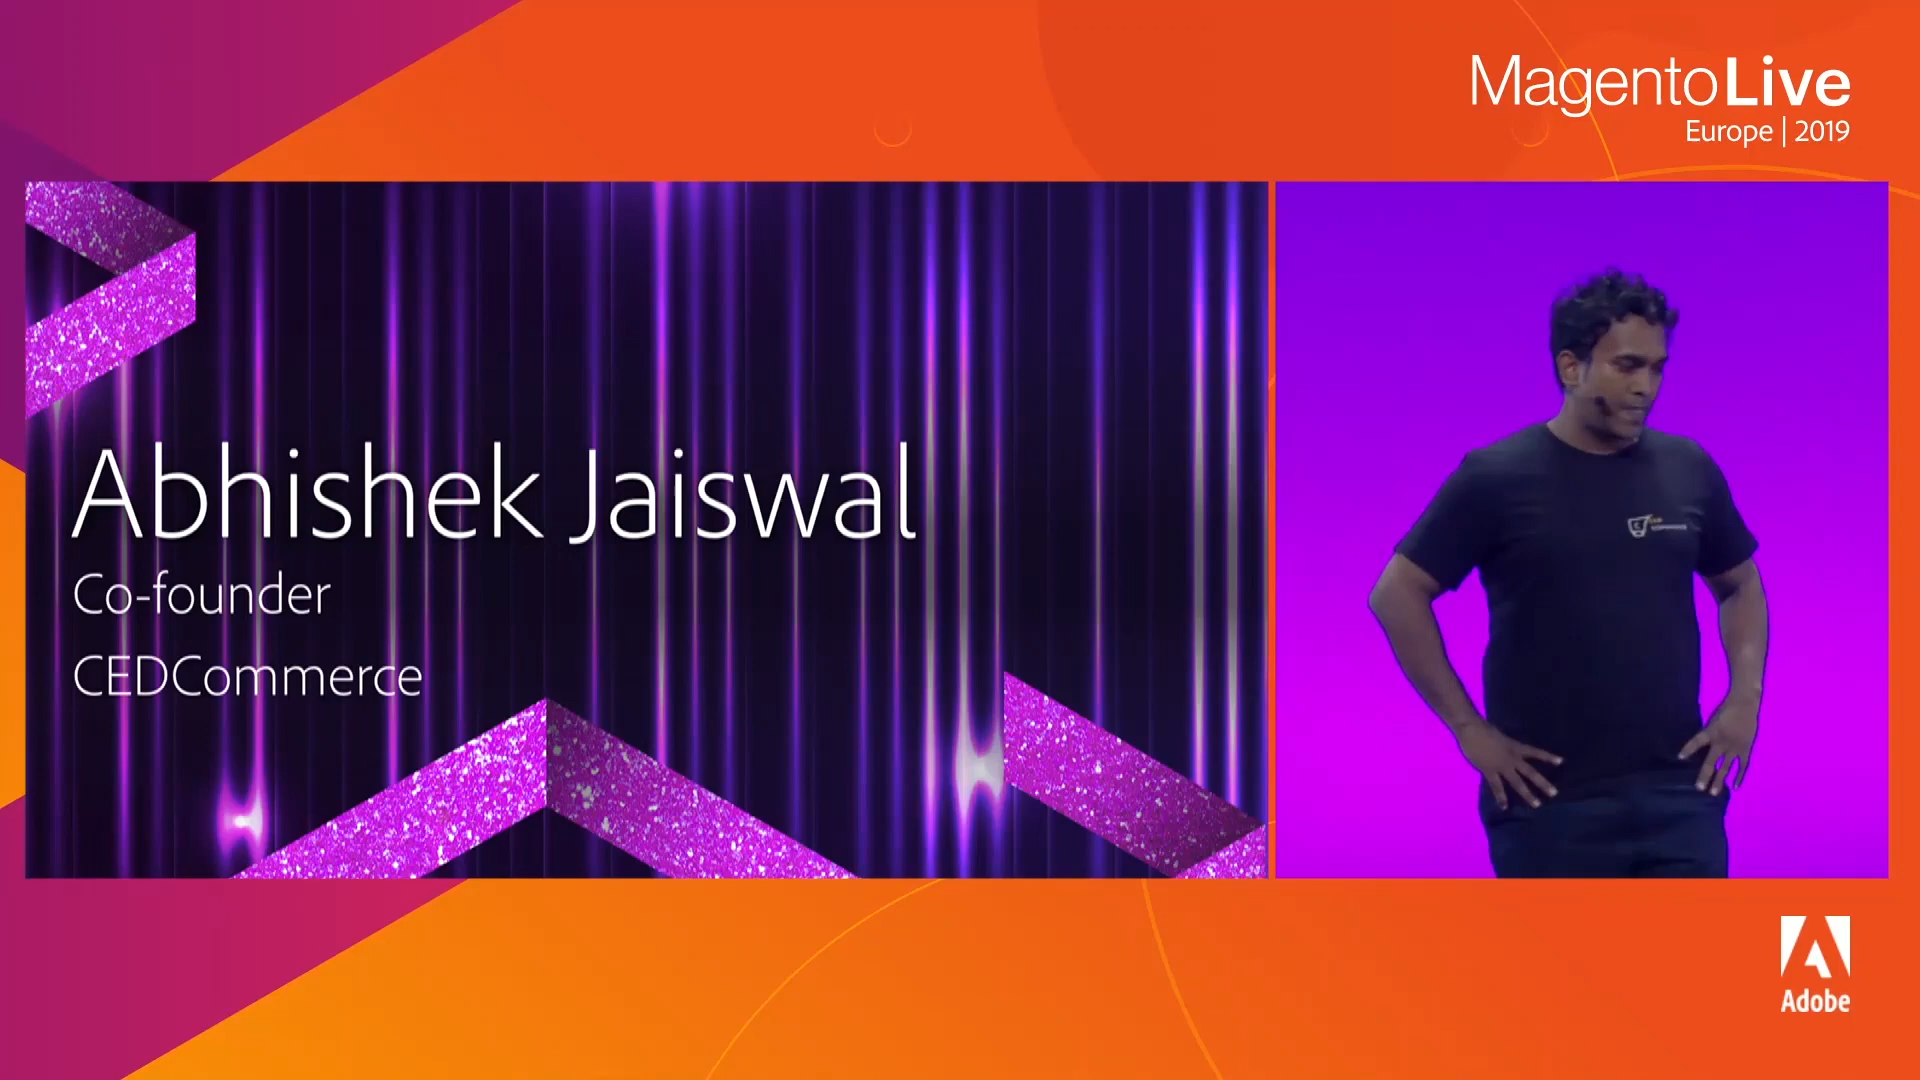 MagentoLive
Europe | 2019
Abhishek Jaiswal
Co-founder
CEDCommerce
Adobe